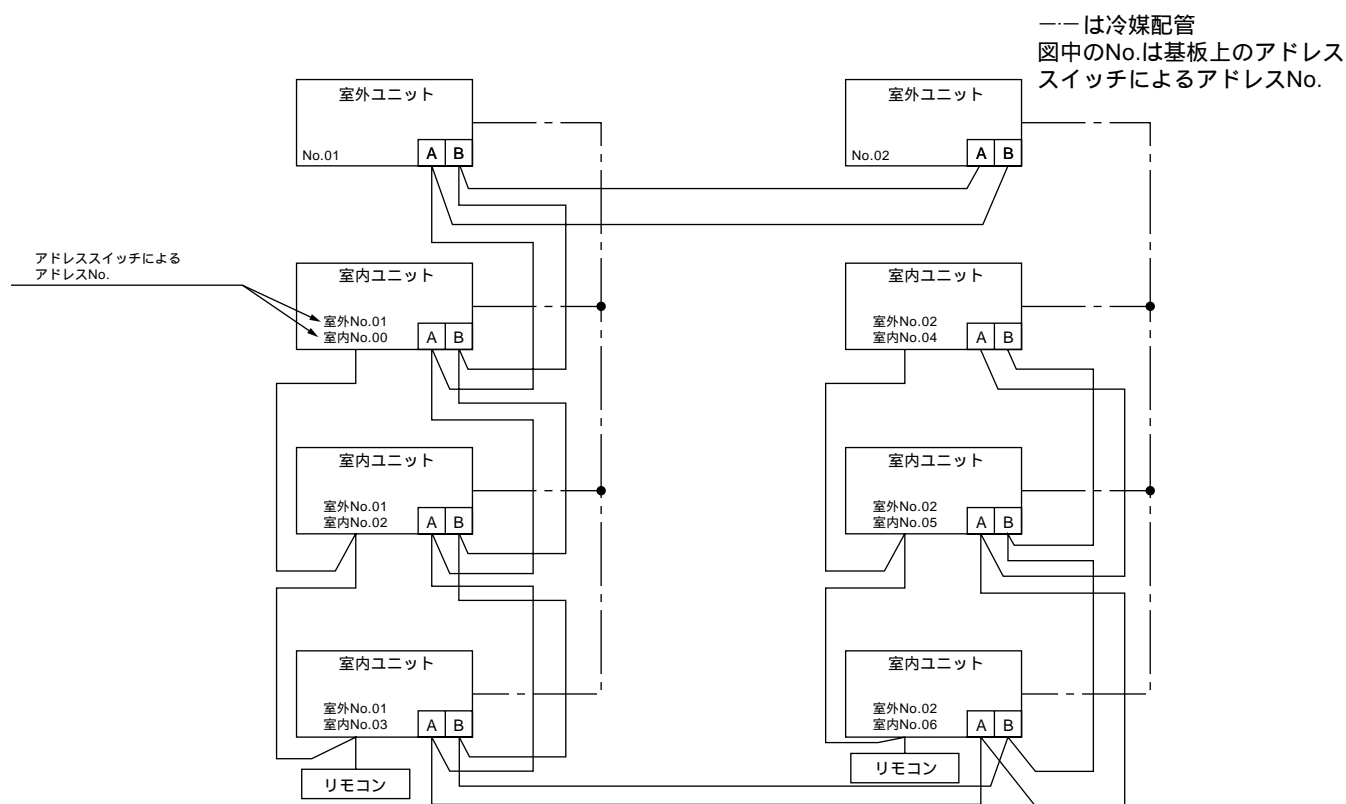 —·—は冷媒配管
図中のNo.は基板上のアドレス
スイッチによるアドレスNo.
室外ユニット
No.01
A B
室外ユニット
No.02
A B
アドレススイッチによる
アドレスNo.
室内ユニット
室外No.01
室内No.00
A B
室内ユニット
室外No.02
室内No.04
A B
室内ユニット
室外No.01
室内No.02
A B
室内ユニット
室外No.02
室内No.05
A B
室内ユニット
室外No.01
室内No.03
A B
リモコン
室内ユニット
室外No.02
室内No.06
A B
リモコン